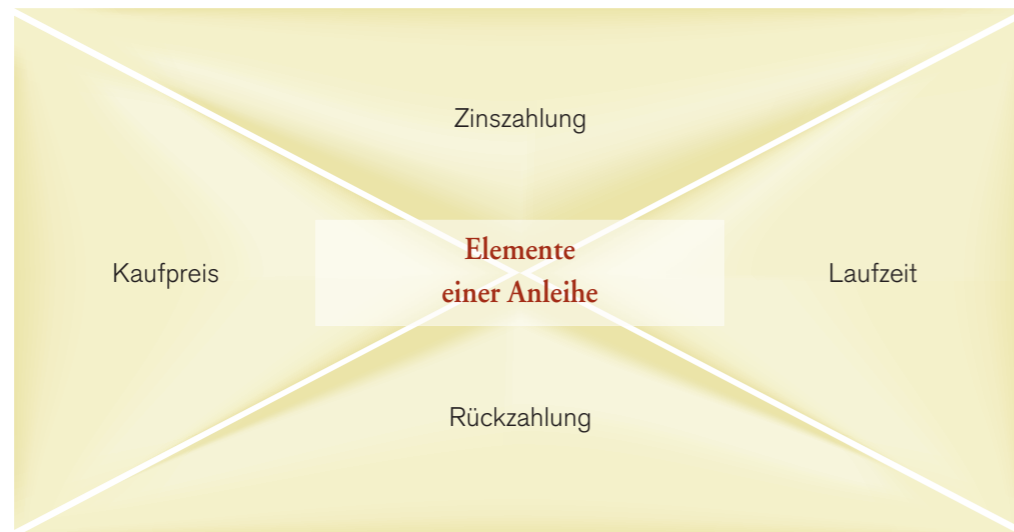 Zinszahlung
Kaufpreis
Elemente
einer Anleihe
Laufzeit
Rückzahlung